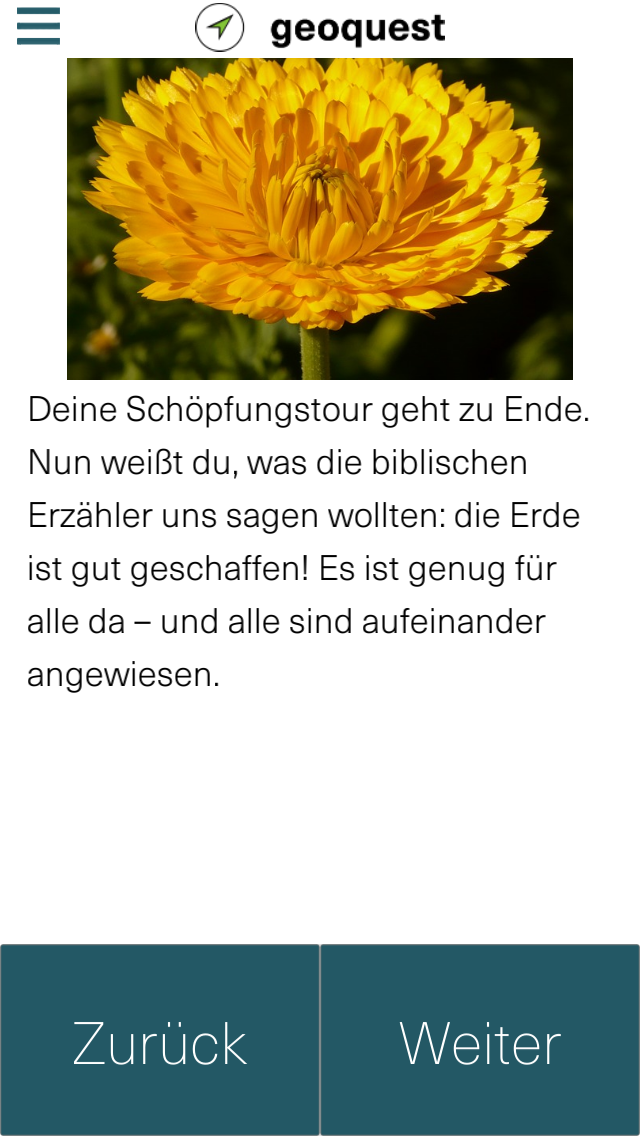 geoquest
Deine Schöpfungstour geht zu Ende.
Nun weißt du, was die biblischen
Erzähler uns sagen wollten: die Erde
ist gut geschaffen! Es ist genug für
alle da – und alle sind aufeinander
angewiesen.
Zurück
Weiter